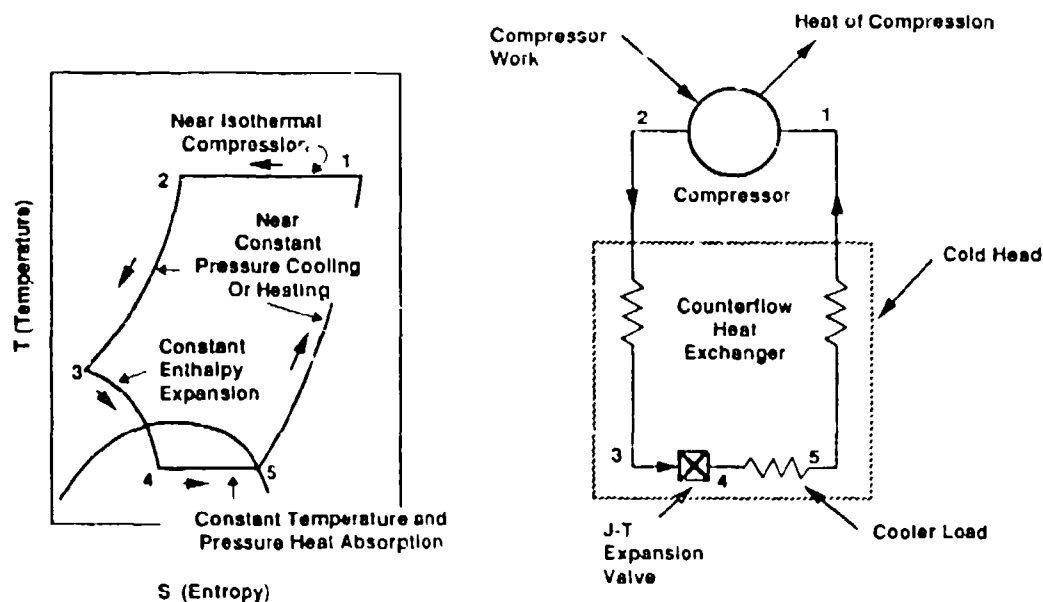 Near Isothermal
Compression
1
2
Near
Constant
Pressure Cooling
Or Heating
T (Temperature)
Constant
Enthalpy
Expansion
3
4
5
Constant Temperature and
Pressure Heat Absorption
S (Entropy)
Compressor
Work
Heat of Compression
2
1
Compressor
Cold Head
Counterflow
Heat
Exchanger
3
4
5
J-T
Expansion
Valve
Cooler Load